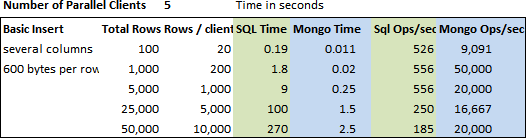 Number of Parallel Clients 5 Time in seconds
Basic Insert Total Rows Rows / client SQL Time Mongo Time Sql Ops/sec Mongo Ops/sec
several columns 100 20 0.19 0.011 526 9,091
600 bytes per row 1,000 200 1.8 0.02 556 50,000
5,000 1,000 9 0.25 556 20,000
25,000 5,000 100 1.5 250 16,667
50,000 10,000 270 2.5 185 20,000